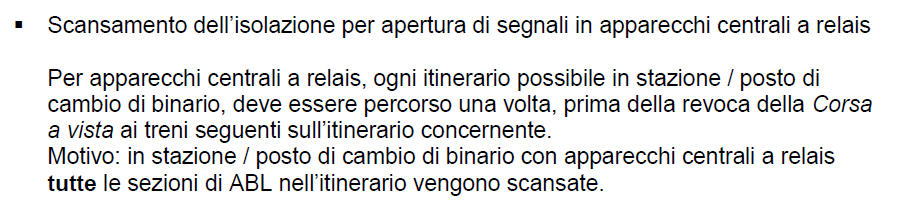 ▪ Scansamento dell’isolazione per apertura di segnali in apparecchi centrali a relais
Per apparecchi centrali a relais, ogni itinerario possibile in stazione / posto di
cambio di binario, deve essere percorso una volta, prima della revoca della Corsa
a vista ai treni seguenti sull’itinerario concernente.
Motivo: in stazione / posto di cambio di binario con apparecchi centrali a relais
tutte le sezioni di ABL nell’itinerario vengono scansate.